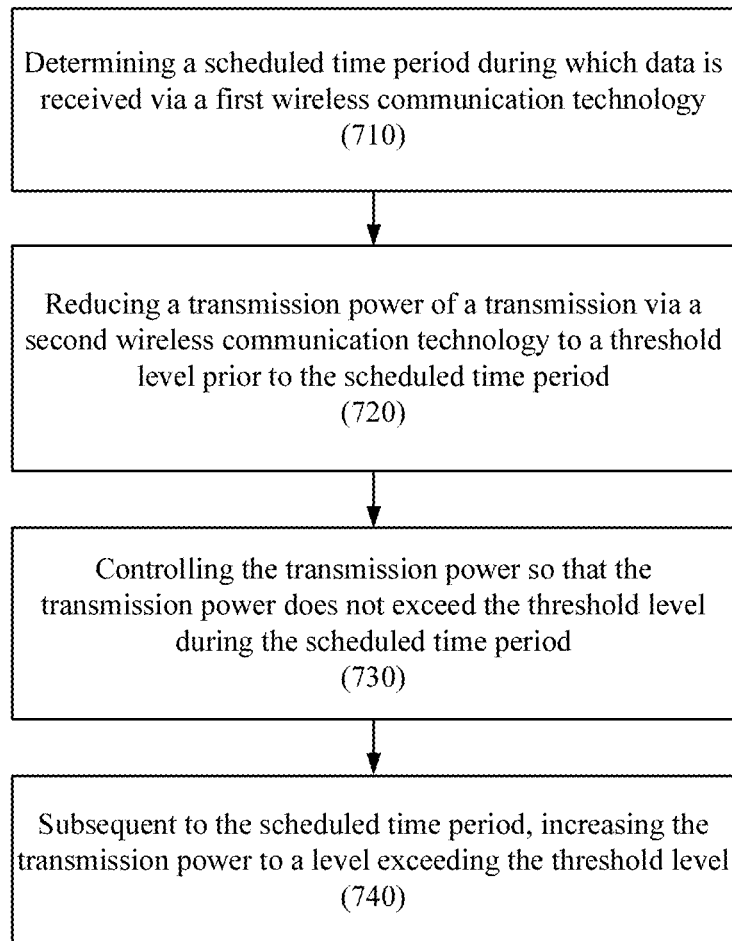 Determining a scheduled time period during which data is
received via a first wireless communication technology
(710)
Reducing a transmission power of a transmission via a
second wireless communication technology to a threshold
level prior to the scheduled time period
(720)
Controlling the transmission power so that the
transmission power does not exceed the threshold level
during the scheduled time period
(730)
Subsequent to the scheduled time period, increasing the
transmission power to a level exceeding the threshold level
(740)